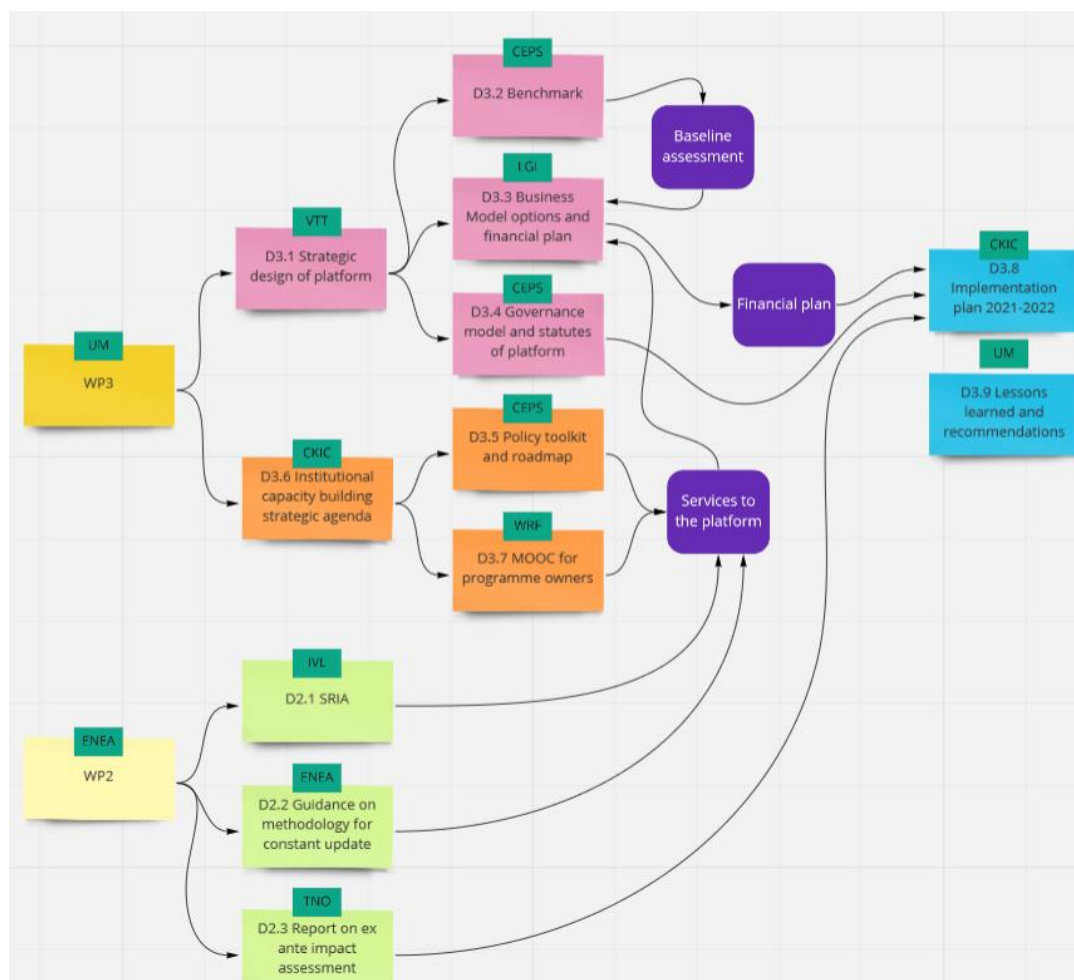 CEPS
D3.2 Benchmark
Baseline
assessment
LGI
D3.3 Business
Model options and
financial plan
VTT
D3.1 Strategic
design of platform
CEPS
D3.4 Governance
model and statutes
of platform
Financial plan
CKIC
D3.8
Implementation
plan 2021-2022
UM
WP3
UM
D3.9 Lessons
learned and
recommendations
CEPS
D3.5 Policy toolkit
and roadmap
CKIC
D3.6 Institutional
capacity building
strategic agenda
Services to
the platform
WRF
D3.7 MOOC for
programme owners
IVL
D2.1 SRIA
ENEA
WP2
ENEA
D2.2 Guidance on
methodology for
constant update
TNO
D2.3 Report on ex
ante impact
assessment